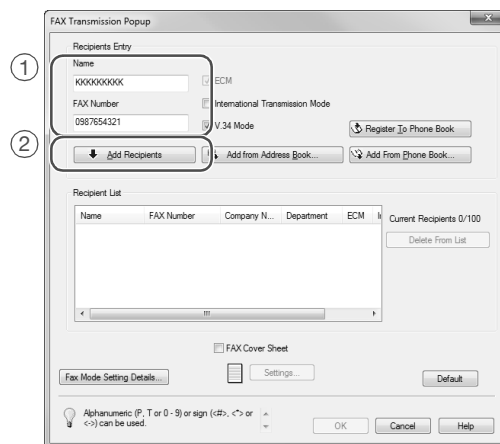 FAX Transmission Popup
x
Recipients Entry
1
Name
KKKKKKKKK
ECM
FAX Number
International Transmission Mode
0987654321
V.34 Mode
Register To Phone Book
2
Add Recipients
Add from Address Book...
Add From Phone Book...
Recipient List
Name FAX Number Company N... Department ECM
Current Recipients 0/100
Delete From List
FAX Cover Sheet
Fax Mode Setting Details...
Settings...
Default
Alphanumeric (P, T or 0 - 9) or sign (<#>, <*> or
<-> ) can be used.
OK Cancel Help